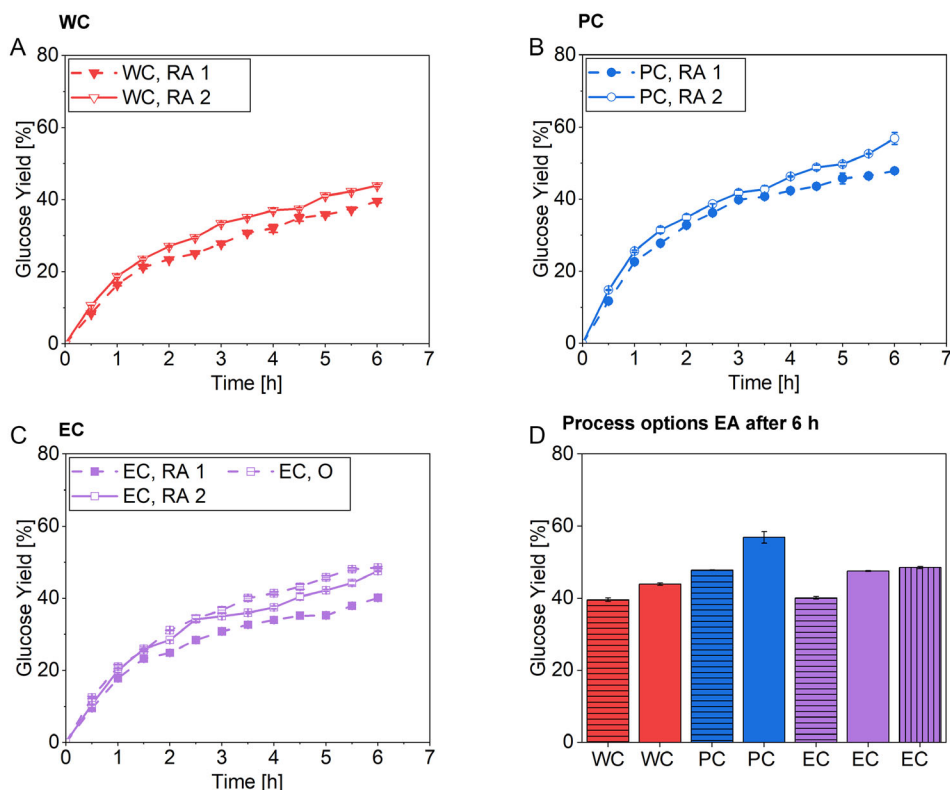 WC
A
80
60
40
20
0
Glucose Yield [%]
WC, RA 1
WC, RA 2
0 1 2 3 4 5 6 7
Time [h]
PC
B
80
60
40
20
0
Glucose Yield [%]
PC, RA 1
PC, RA 2
0 1 2 3 4 5 6 7
Time [h]
EC
C
80
60
40
20
0
Glucose Yield [%]
EC, RA 1 EC, O
EC, RA 2
0 1 2 3 4 5 6 7
Time [h]
Process options EA after 6 h
D
80
60
40
20
0
Glucose Yield [%]
WC WC PC PC EC EC EC